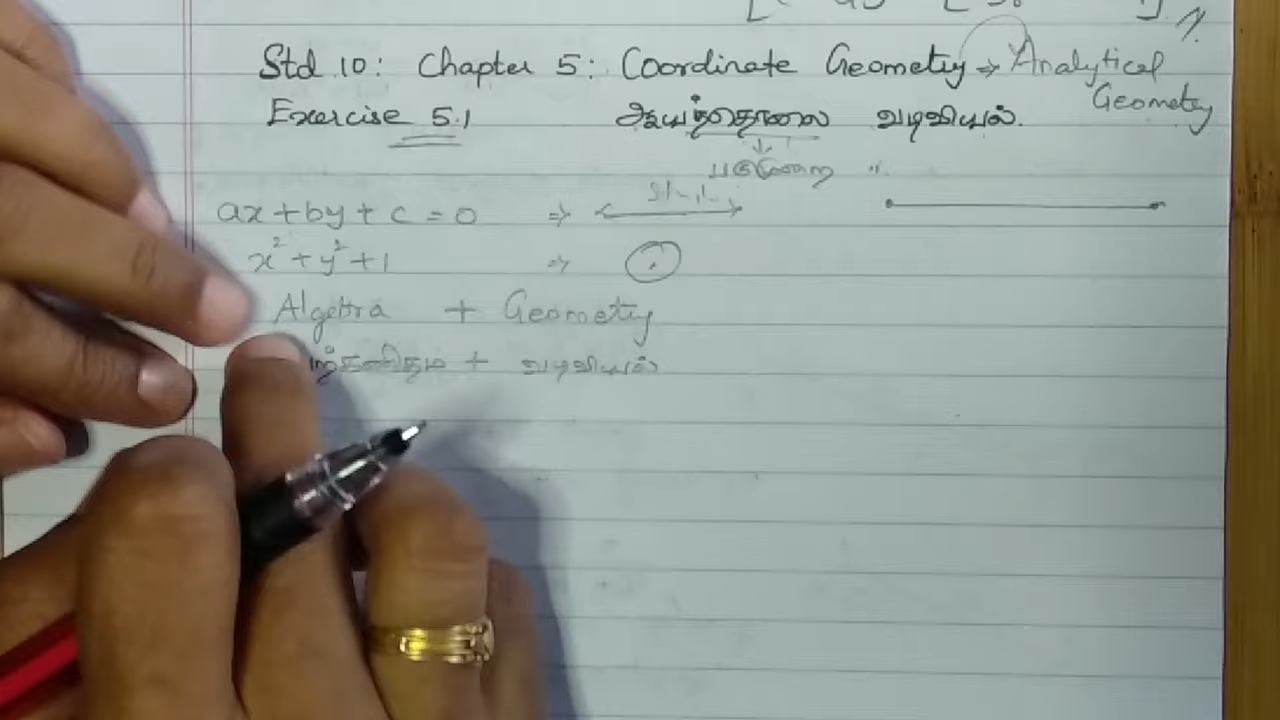 Std 10: Chapter 5: Coordinate Geometry → Analytical
Geometry
Exercise 5.1 ஆயத்தொலை வடிவியல்.
ax + by + c = 0 ⇒
x² + y² + 1 ⇒
Algebra + Geometry
+ வடிவியல்